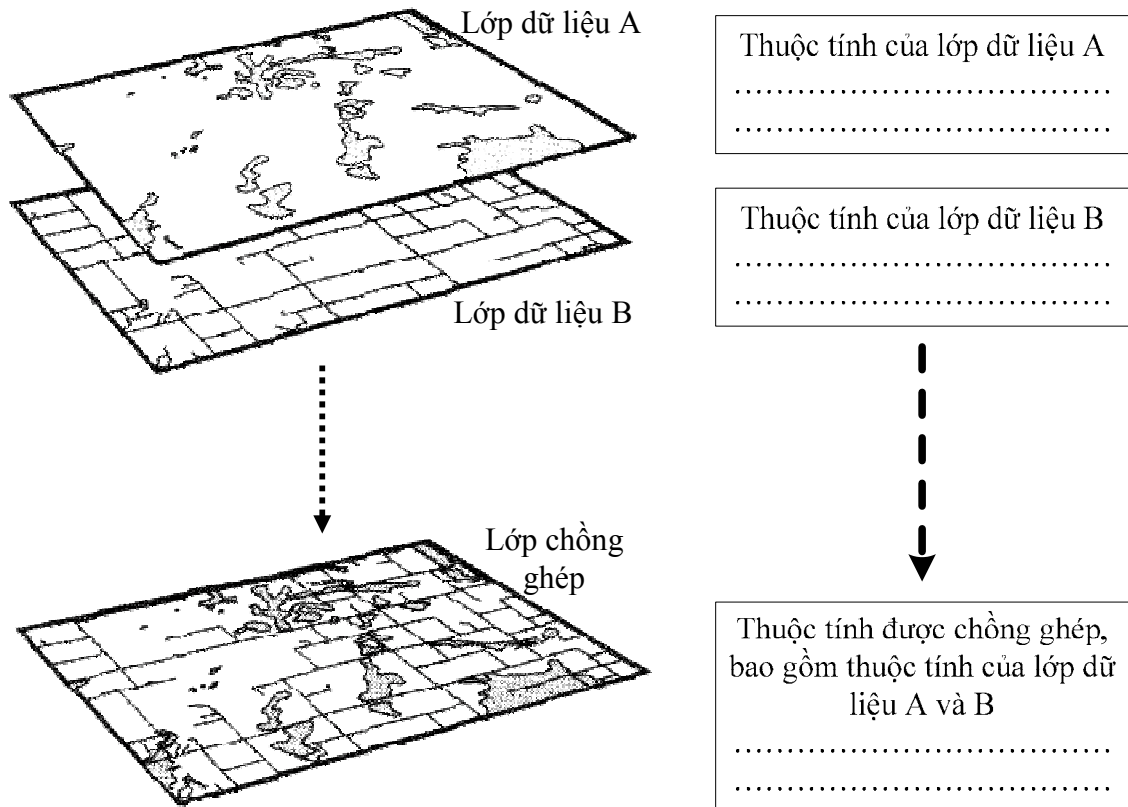 Lớp dữ liệu A
Thuộc tính của lớp dữ liệu A
......................................
......................................
Thuộc tính của lớp dữ liệu B
......................................
......................................
Lớp dữ liệu B
Lớp chồng
ghép
Thuộc tính được chồng ghép,
bao gồm thuộc tính của lớp dữ
liệu A và B
......................................
......................................